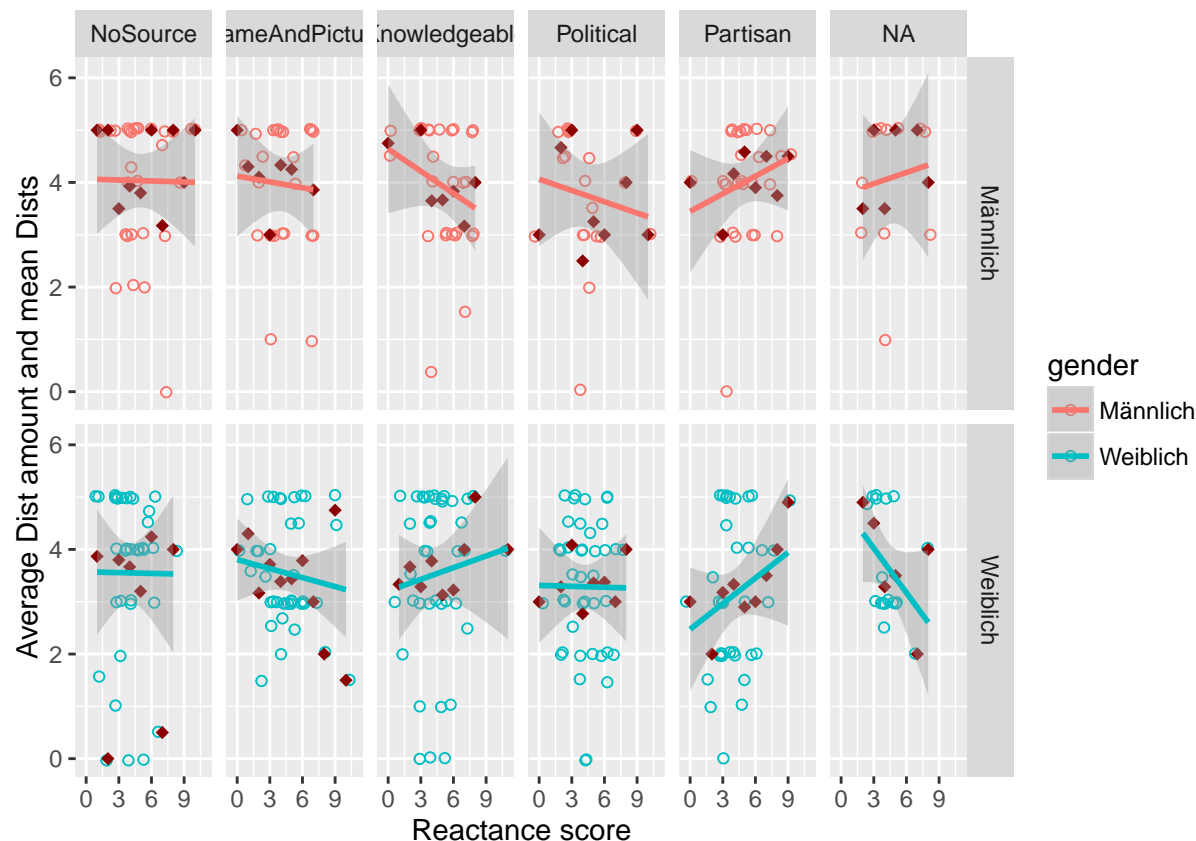 NoSource
ameAndPictu
Knowledgeabl
Political
Partisan
NA
6
4
2
0
Männlich
6
4
2
0
Weiblich
0 3 6 9
0 3 6 9
0 3 6 9
0 3 6 9
0 3 6 9
0 3 6 9
Reactance score
Average Dist amount and mean Dists
gender
Männlich
Weiblich